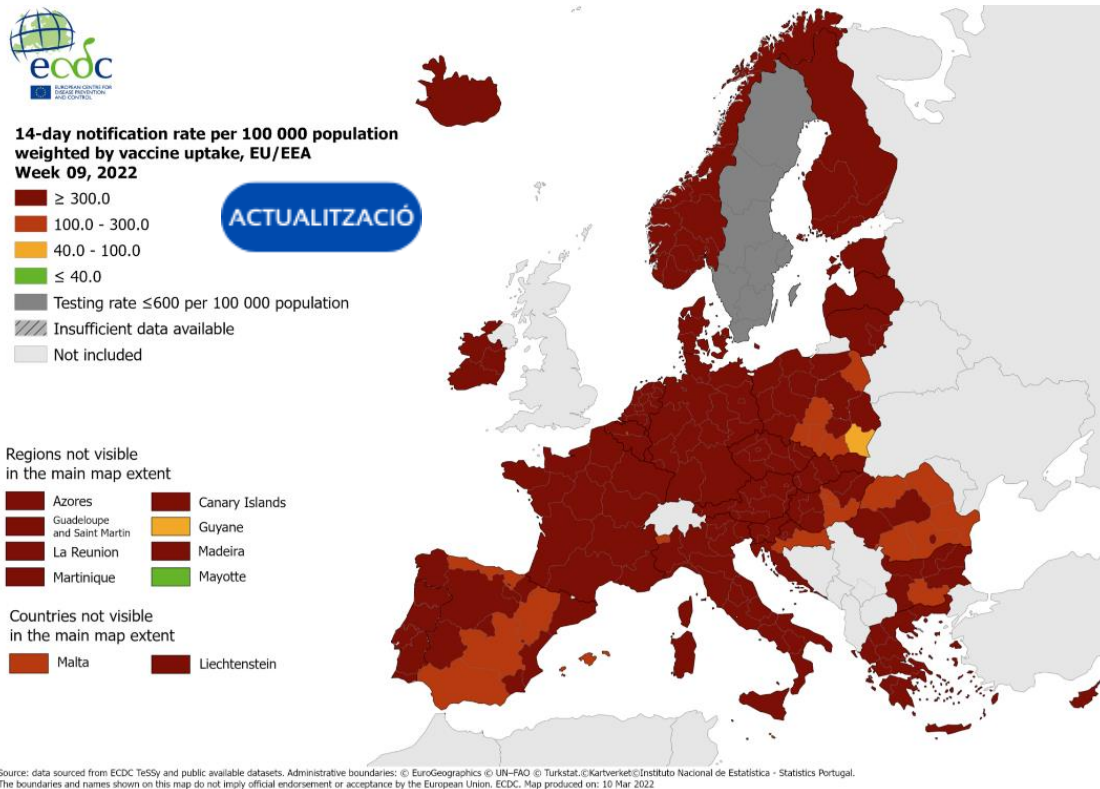 ecdc
EUROPEAN CENTRE FOR
DISEASE PREVENTION
AND CONTROL
14-day notification rate per 100 000 population
weighted by vaccine uptake, EU/EEA
Week 09, 2022
≥ 300.0
100.0 - 300.0
40.0 - 100.0
≤ 40.0
Testing rate ≤600 per 100 000 population
Insufficient data available
Not included
ACTUALITZACIÓ
Regions not visible
in the main map extent
Azores
Canary Islands
Guadeloupe
and Saint Martin
Guyane
La Reunion
Madeira
Martinique
Mayotte
Countries not visible
in the main map extent
Malta
Liechtenstein
Source: data sourced from ECDC TeSSy and public available datasets. Administrative boundaries: © EuroGeographics © UN–FAO © Turkstat.©Kartverket©Instituto Nacional de Estatística - Statistics Portugal.
The boundaries and names shown on this map do not imply official endorsement or acceptance by the European Union. ECDC. Map produced on: 10 Mar 2022